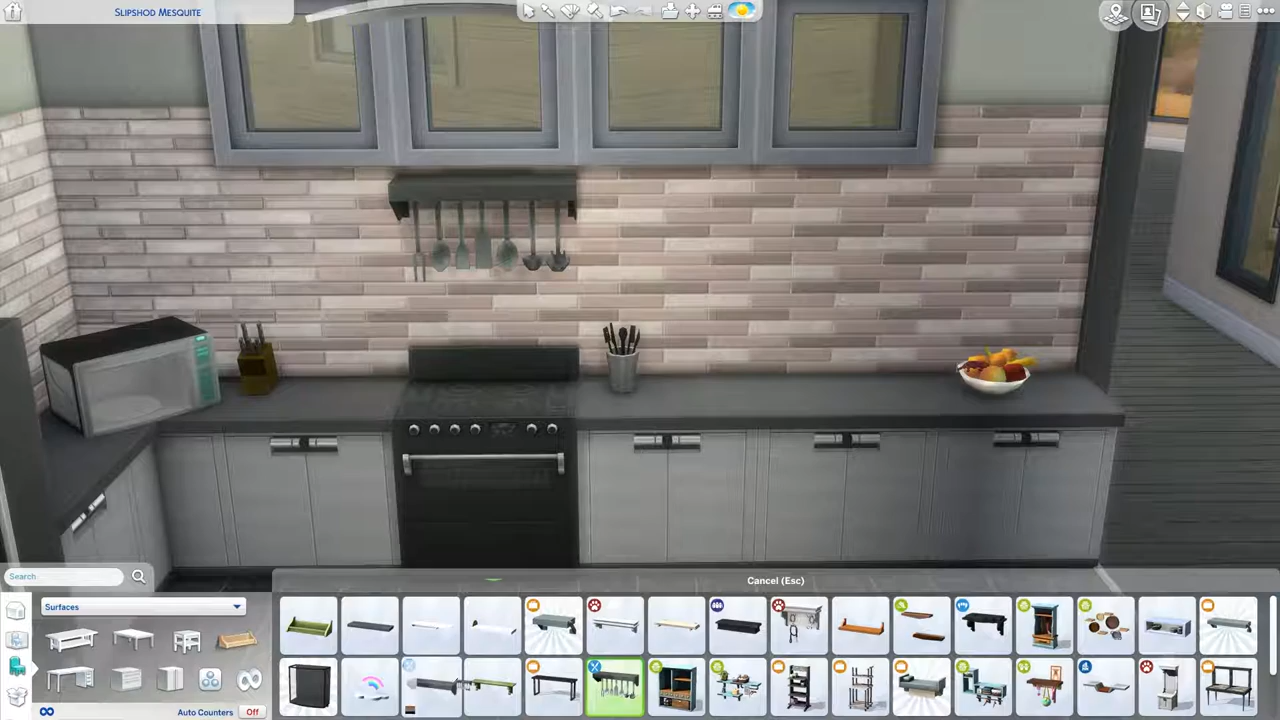 Slipshod Mesquite
Cancel (Esc)
Search
Surfaces
Auto Counters Off